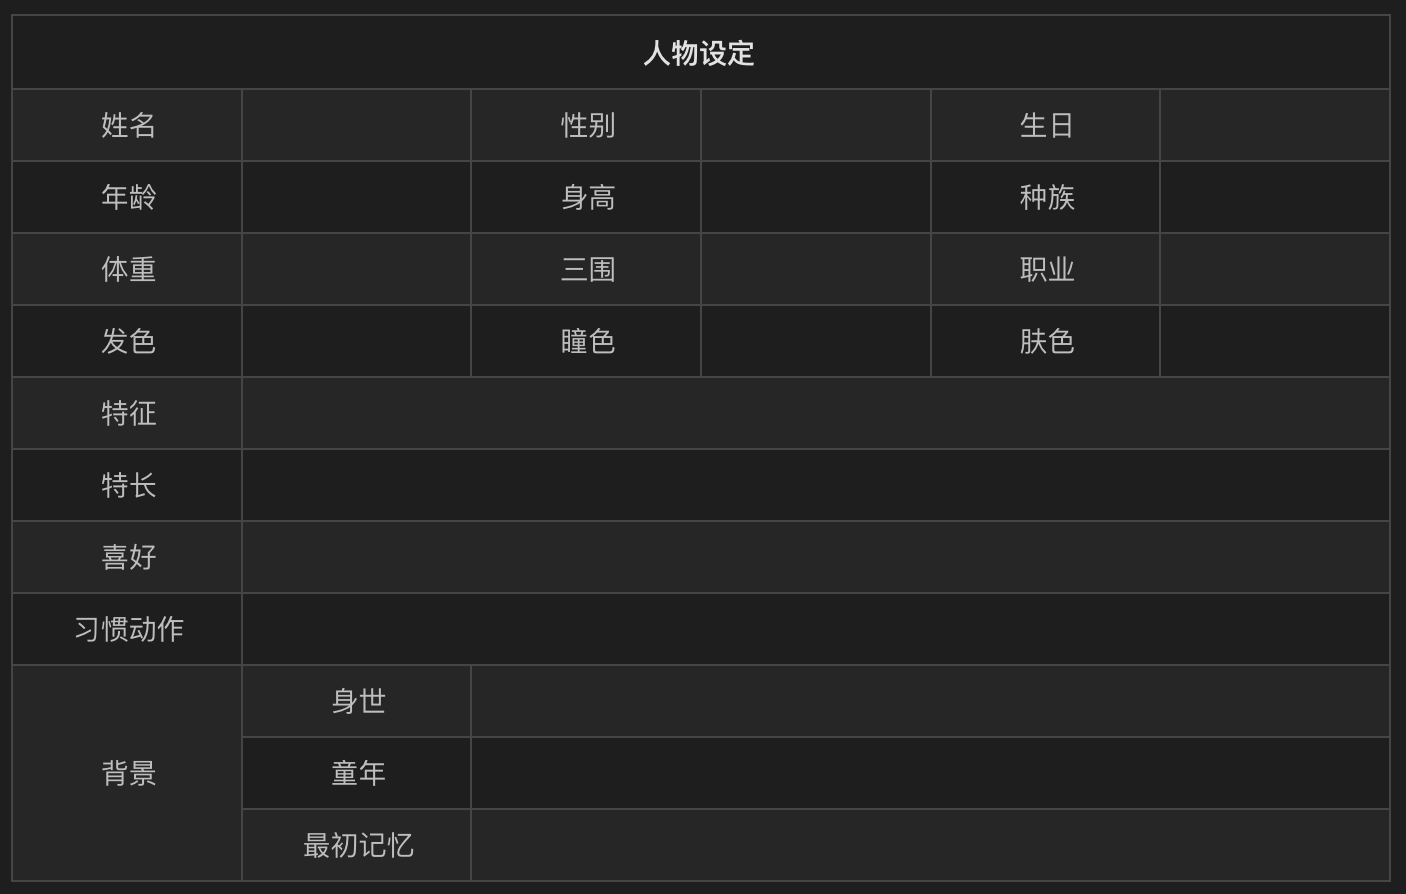 人物设定
姓名 性别 生日
年龄 身高 种族
体重 三围 职业
发色 瞳色 肤色
特征
特长
喜好
习惯动作
背景
身世
童年
最初记忆